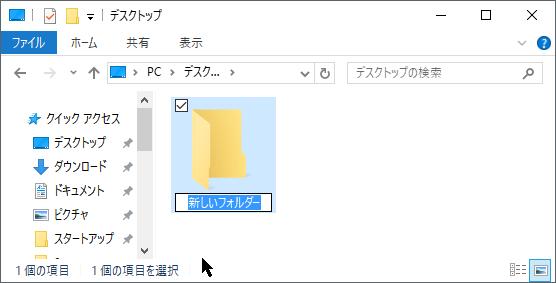 デスクトップ
ファイル ホーム 共有 表示
PC デスク... デスクトップの検索
クイック アクセス
デスクトップ
ダウンロード
ドキュメント
ピクチャ
スタートアップ
新しいフォルダー
1 個の項目 1 個の項目を選択